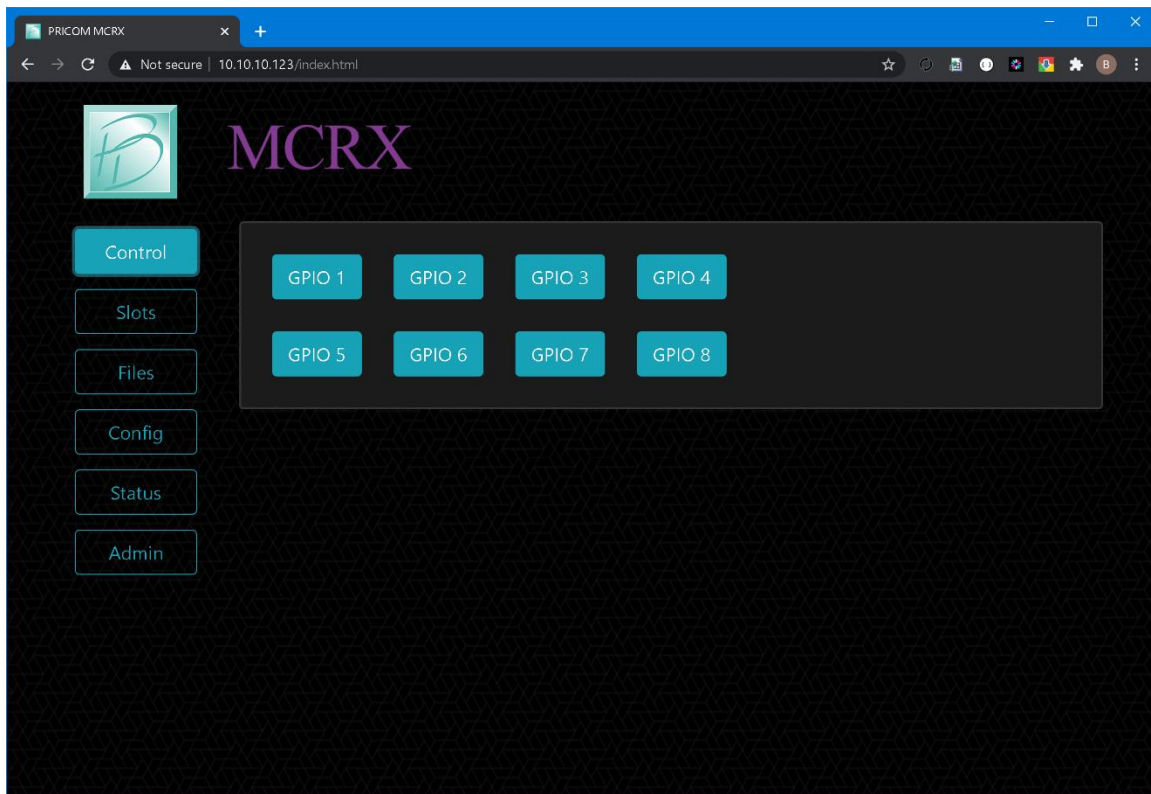 PRICOM MCRX
Not secure | 10.10.10.123/index.html
B
MCRX
Control
Slots
Files
Config
Status
Admin
GPIO 1 GPIO 2 GPIO 3 GPIO 4
GPIO 5 GPIO 6 GPIO 7 GPIO 8